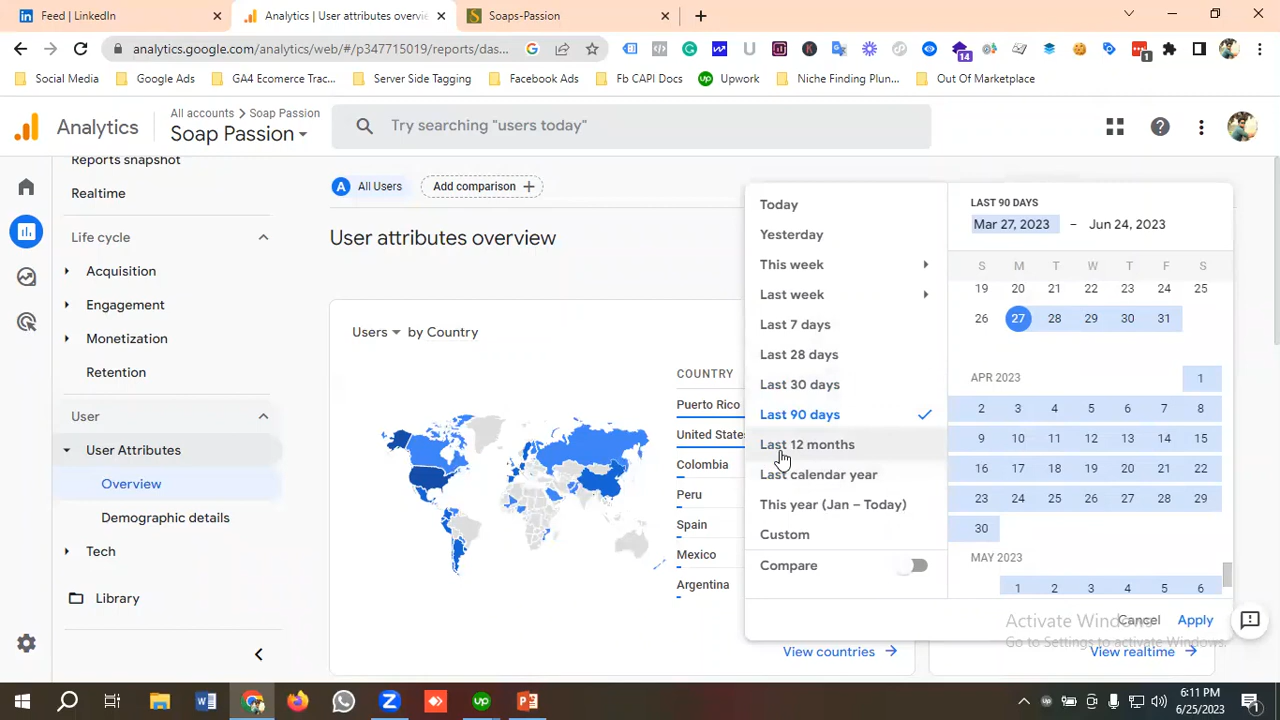 Feed | LinkedIn
Analytics | User attributes overvi
Soaps-Passion
analytics.google.com/analytics/web/#/p347715019/reports/das...
14
1
Social Media
Google Ads
GA4 Ecomerce Trac...
Server Side Tagging
Facebook Ads
Fb CAPI Docs
Upwork
Niche Finding Plun...
Out Of Marketplace
Analytics
All accounts > Soap Passion
Soap Passion
Try searching "users today"
Reports snapshot
Realtime
Life cycle
Acquisition
Engagement
Monetization
Retention
User
User Attributes
Overview
Demographic details
Tech
Library
A All Users
Add comparison +
User attributes overview
Users by Country
COUNTRY
Puerto Rico
United States
Colombia
Peru
Spain
Mexico
Argentina
View countries
View realtime
Today
Yesterday
This week
Last week
Last 7 days
Last 28 days
Last 30 days
Last 90 days
Last 12 months
Last calendar year
This year (Jan – Today)
Custom
Compare
LAST 90 DAYS
Mar 27, 2023 – Jun 24, 2023
S M T W T F S
19 20 21 22 23 24 25
26 27 28 29 30 31
APR 2023 1
2 3 4 5 6 7 8
9 10 11 12 13 14 15
16 17 18 19 20 21 22
23 24 25 26 27 28 29
30
MAY 2023
1 2 3 4 5 6
Cancel
Apply
Activate Windows
Go to Settings to activate Windows.
6:11 PM
6/25/2023
1